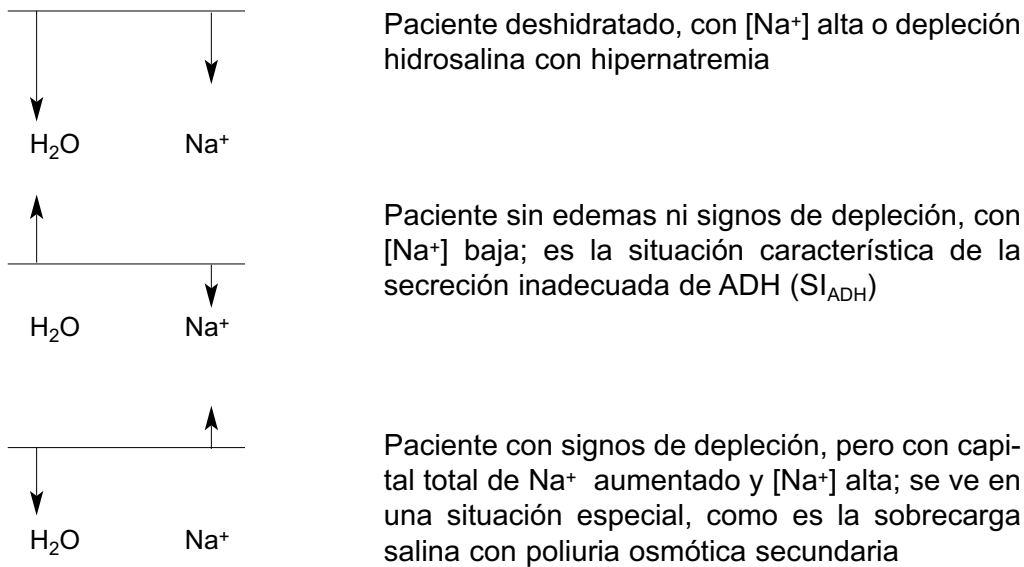 Paciente deshidratado, con [Na⁺] alta o depleción
hidrosalina con hipernatremia
H₂O Na⁺
Paciente sin edemas ni signos de depleción, con
[Na⁺] baja; es la situación característica de la
secreción inadecuada de ADH (SI_ADH)
H₂O Na⁺
Paciente con signos de depleción, pero con capi-
tal total de Na⁺ aumentado y [Na⁺] alta; se ve en
una situación especial, como es la sobrecarga
salina con poliuria osmótica secundaria
H₂O Na⁺